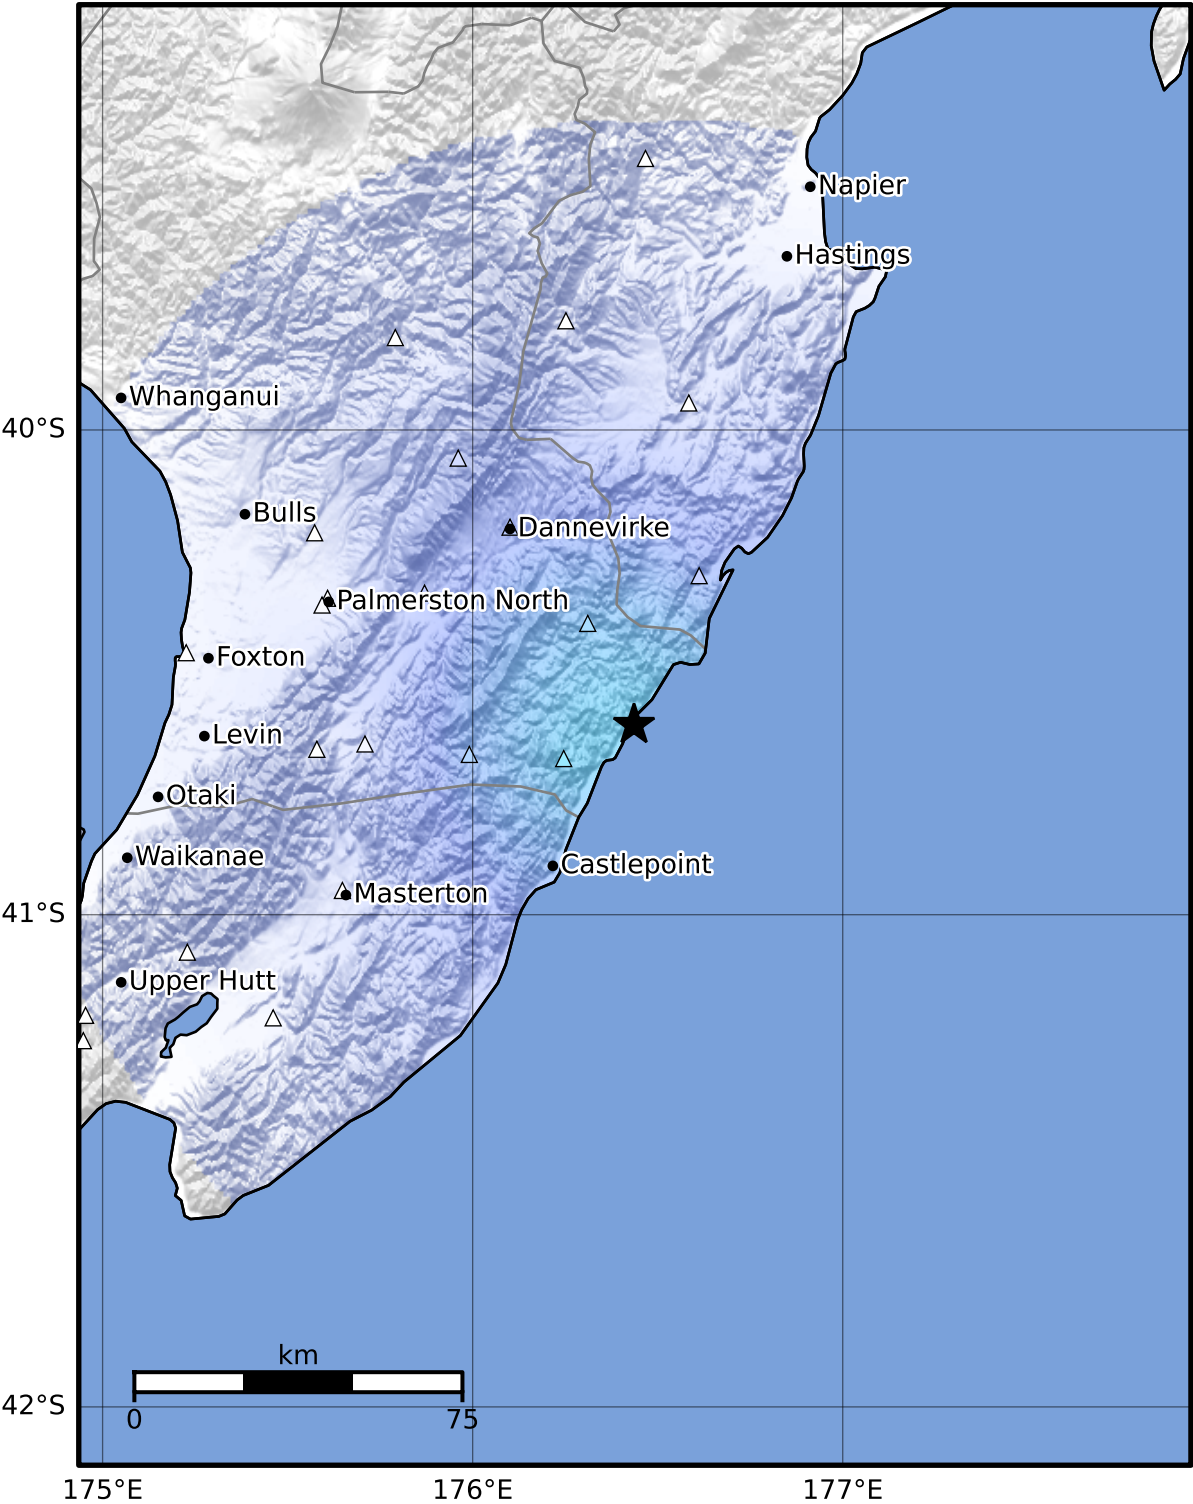 Napier
Hastings
Whanganui
40°S
Bulls
Dannevirke
Palmerston North
Foxton
Levin
Otaki
Waikanae
Castlepoint
Masterton
41°S
Upper Hutt
km
0 75
42°S
175°E 176°E 177°E